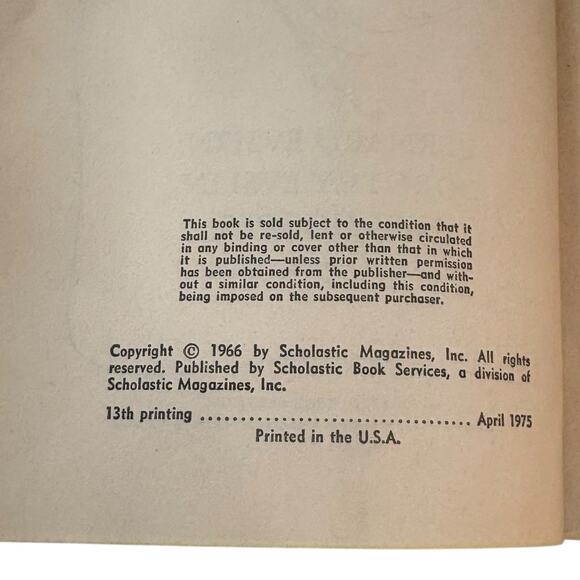 This book is sold subject to the condition that it
shall not be re-sold, lent or otherwise circulated
in any binding or cover other than that in which
it is published—unless prior written permission
has been obtained from the publisher—and with-
out a similar condition, including this condition,
being imposed on the subsequent purchaser.
Copyright © 1966 by Scholastic Magazines, Inc. All rights
reserved. Published by Scholastic Book Services, a division of
Scholastic Magazines, Inc.
13th printing .................................. April 1975
Printed in the U.S.A.